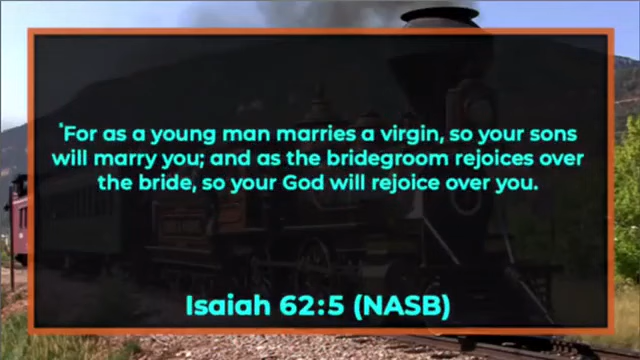 "For as a young man marries a virgin, so your sons
will marry you; and as the bridegroom rejoices over
the bride, so your God will rejoice over you.
Isaiah 62:5 (NASB)